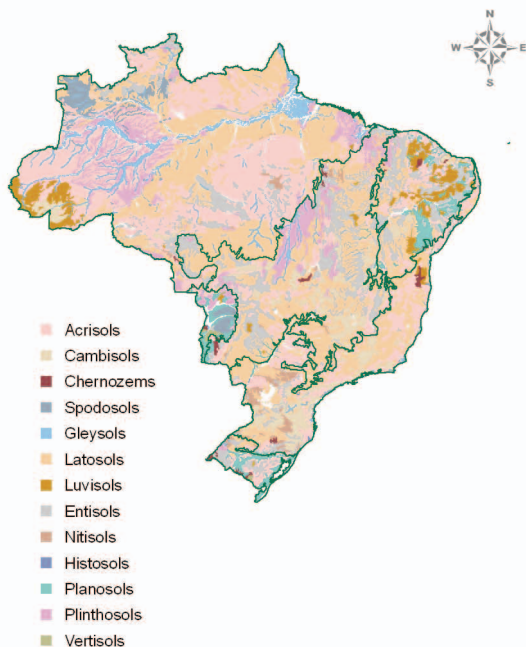 N
W E
S
Acrisols
Cambisols
Chernozems
Spodosols
Gleysols
Latosols
Luvisols
Entisols
Nitisols
Histosols
Planosols
Plinthosols
Vertisols